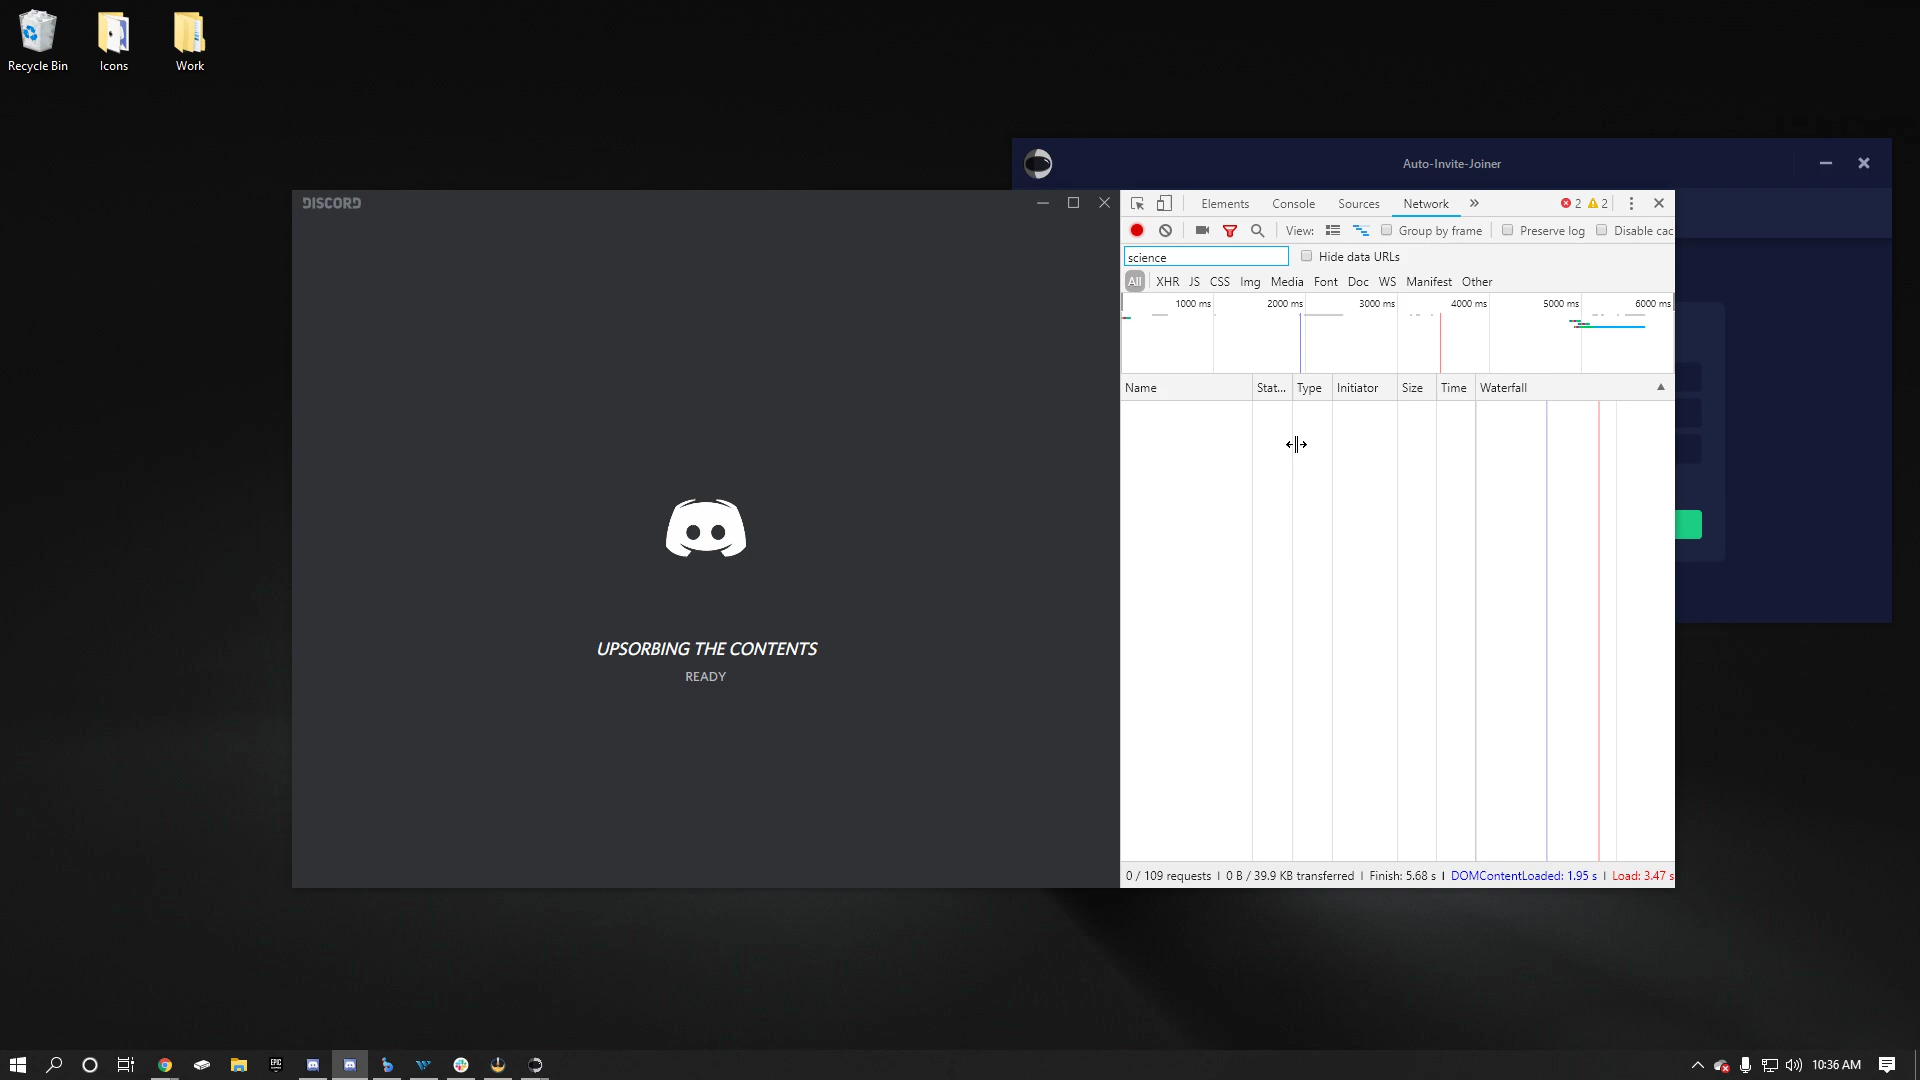 Recycle Bin
Icons
Work
Auto-Invite-Joiner
DISCORD
Elements Console Sources Network » 2 2
View: Group by frame Preserve log Disable cac
science Hide data URLs
All XHR JS CSS Img Media Font Doc WS Manifest Other
1000 ms 2000 ms 3000 ms 4000 ms 5000 ms 6000 ms
Name Stat... Type Initiator Size Time Waterfall
UPSORBING THE CONTENTS
READY
0 / 109 requests | 0 B / 39.9 KB transferred | Finish: 5.68 s | DOMContentLoaded: 1.95 s | Load: 3.47 s
EPIC
10:36 AM